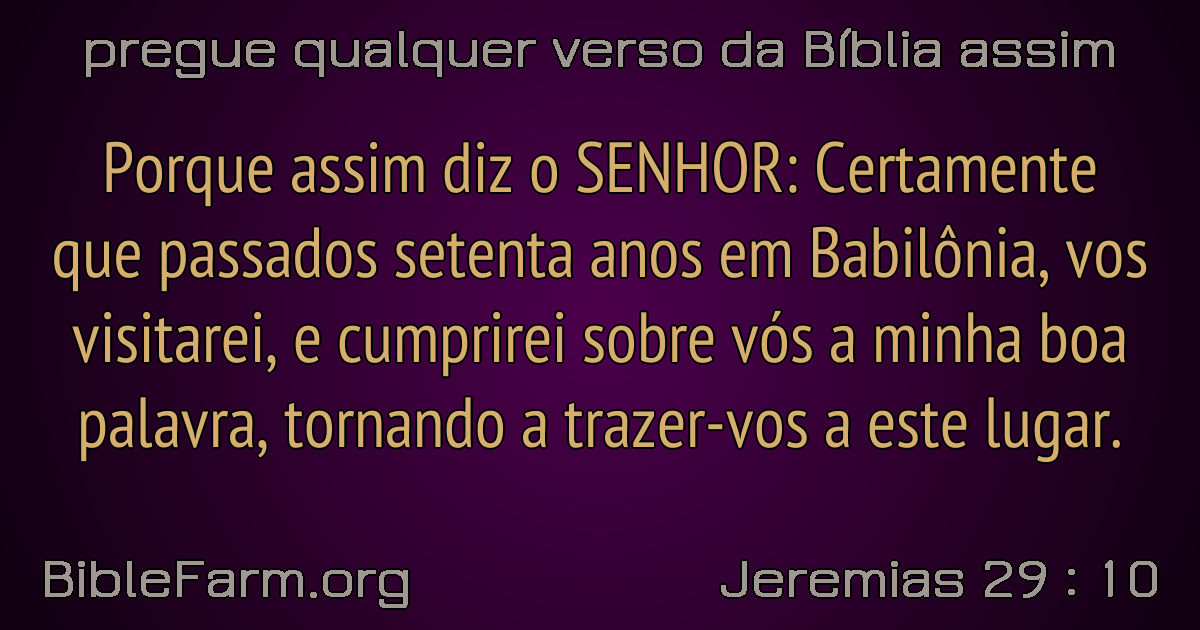 pregue qualquer verso da Bíblia assim
Porque assim diz o SENHOR: Certamente
que passados setenta anos em Babilônia, vos
visitarei, e cumprirei sobre vós a minha boa
palavra, tornando a trazer-vos a este lugar.
BibleFarm.org
Jeremias 29 : 10